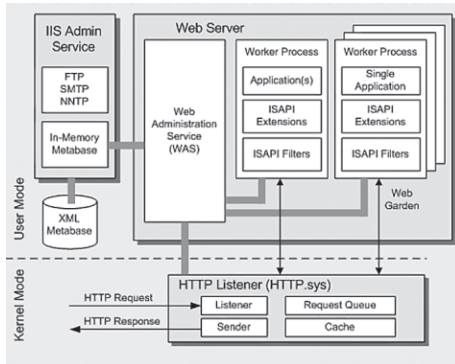 IIS Admin
Service
FTP
SMTP
NNTP
In-Memory
Metabase
XML
Metabase
User Mode
Web Server
Web
Administration
Service
(WAS)
Worker Process
Application(s)
ISAPI
Extensions
ISAPI Filters
Worker Process
Single
Application
ISAPI
Extensions
ISAPI Filters
Web
Garden
Kernel Mode
HTTP Listener (HTTP.sys)
HTTP Request
Listener
Request Queue
HTTP Response
Sender
Cache